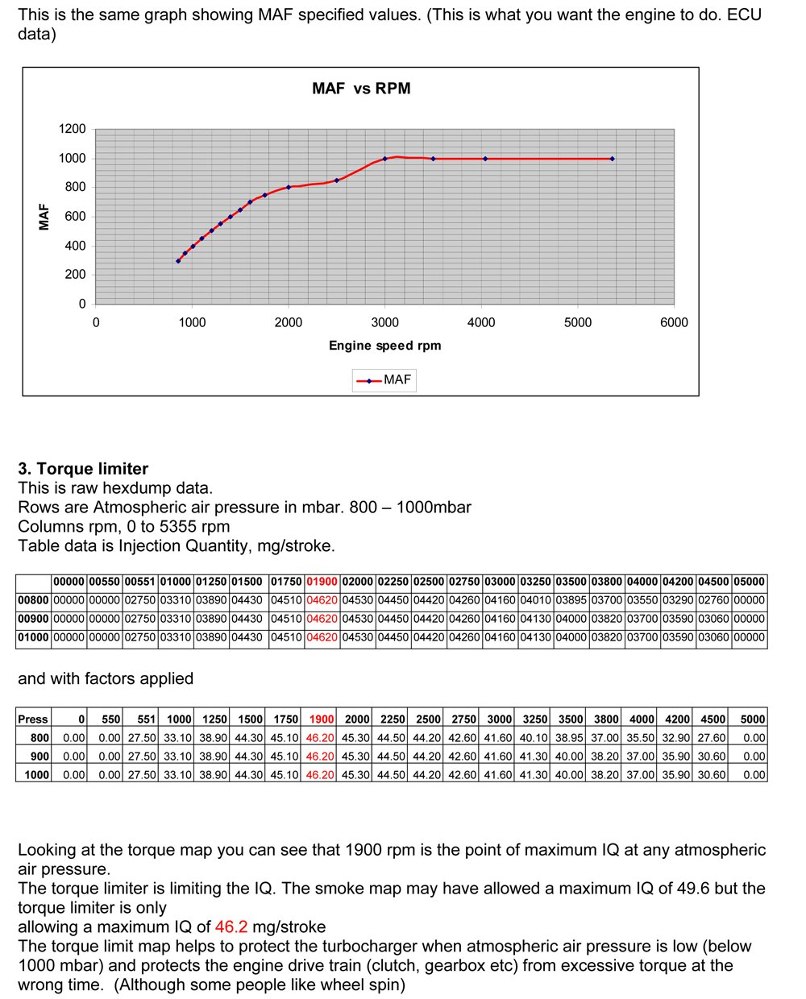 This is the same graph showing MAF specified values. (This is what you want the engine to do. ECU
data)
MAF vs RPM
1200
1000
800
600
400
200
0
MAF
0 1000 2000 3000 4000 5000 6000
Engine speed rpm
MAF
3. Torque limiter
This is raw hexdump data.
Rows are Atmospheric air pressure in mbar. 800 – 1000mbar
Columns rpm, 0 to 5355 rpm
Table data is Injection Quantity, mg/stroke.
00000 00550 00551 01000 01250 01500 01750 01900 02000 02250 02500 02750 03000 03250 03500 03800 04000 04200 04500 05000
00800 00000 00000 02750 03310 03890 04430 04510 04620 04530 04450 04420 04260 04160 04010 03895 03700 03550 03290 02760 00000
00900 00000 00000 02750 03310 03890 04430 04510 04620 04530 04450 04420 04260 04160 04130 04000 03820 03700 03590 03060 00000
01000 00000 00000 02750 03310 03890 04430 04510 04620 04530 04450 04420 04260 04160 04130 04000 03820 03700 03590 03060 00000
and with factors applied
Press 0 550 551 1000 1250 1500 1750 1900 2000 2250 2500 2750 3000 3250 3500 3800 4000 4200 4500 5000
800 0.00 0.00 27.50 33.10 38.90 44.30 45.10 46.20 45.30 44.50 44.20 42.60 41.60 40.10 38.95 37.00 35.50 32.90 27.60 0.00
900 0.00 0.00 27.50 33.10 38.90 44.30 45.10 46.20 45.30 44.50 44.20 42.60 41.60 41.30 40.00 38.20 37.00 35.90 30.60 0.00
1000 0.00 0.00 27.50 33.10 38.90 44.30 45.10 46.20 45.30 44.50 44.20 42.60 41.60 41.30 40.00 38.20 37.00 35.90 30.60 0.00
Looking at the torque map you can see that 1900 rpm is the point of maximum IQ at any atmospheric
air pressure.
The torque limiter is limiting the IQ. The smoke map may have allowed a maximum IQ of 49.6 but the
torque limiter is only
allowing a maximum IQ of 46.2 mg/stroke
The torque limit map helps to protect the turbocharger when atmospheric air pressure is low (below
1000 mbar) and protects the engine drive train (clutch, gearbox etc) from excessive torque at the
wrong time. (Although some people like wheel spin)